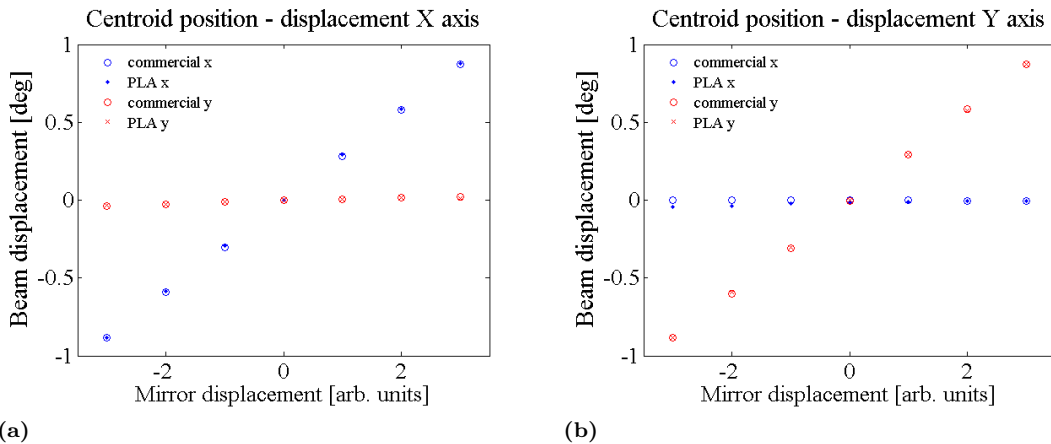 Centroid position - displacement X axis
1
0.5
0
-0.5
-1
Beam displacement [deg]
commercial x
PLA x
commercial y
PLA y
-2
0
2
Mirror displacement [arb. units]
(a)
Centroid position - displacement Y axis
1
0.5
0
-0.5
-1
Beam displacement [deg]
commercial x
PLA x
commercial y
PLA y
-2
0
2
Mirror displacement [arb. units]
(b)